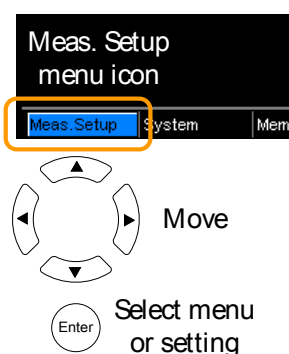 Meas. Setup
menu icon
Meas.Setup System Mem
Move
Enter
Select menu
or setting